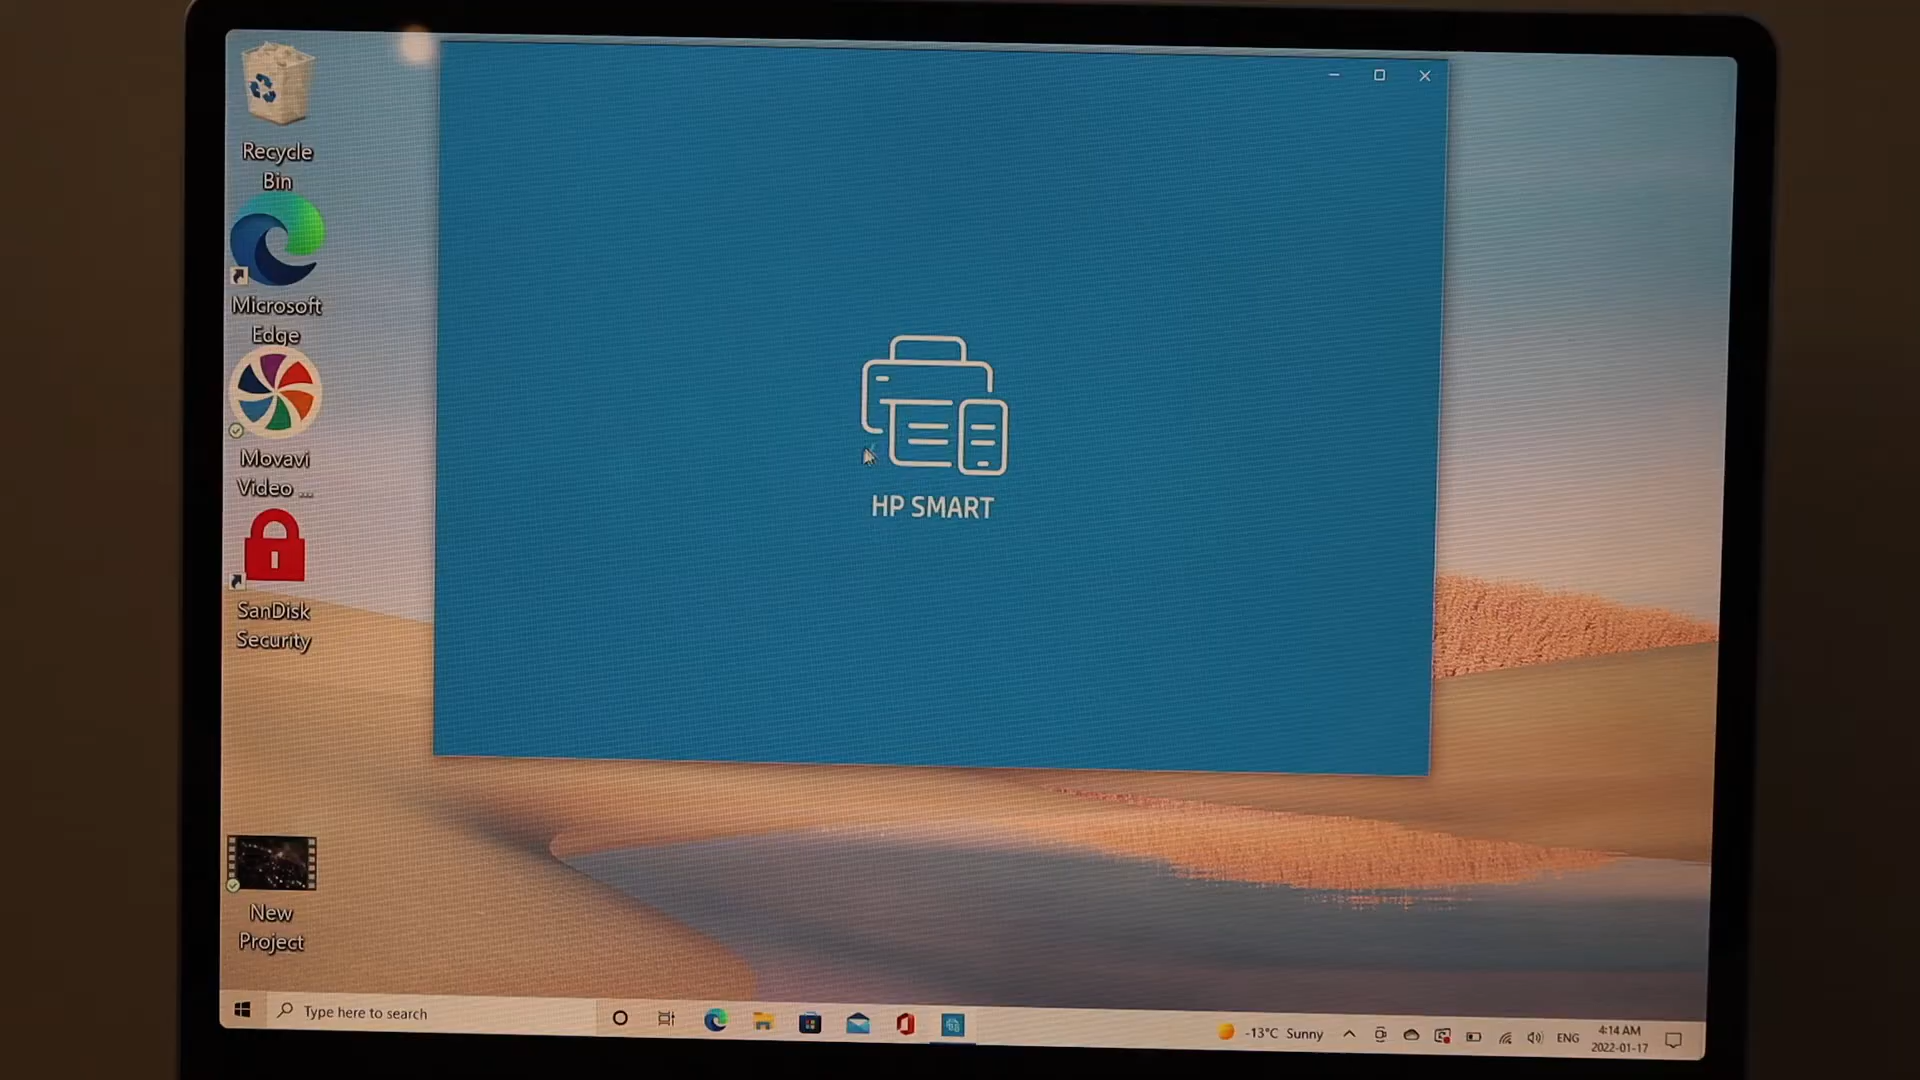 Recycle
Bin
Microsoft
Edge
Movavi
Video ...
SanDisk
Security
New
Project
HP SMART
Type here to search
-13°C Sunny
ENG
4:14 AM
2022-01-17